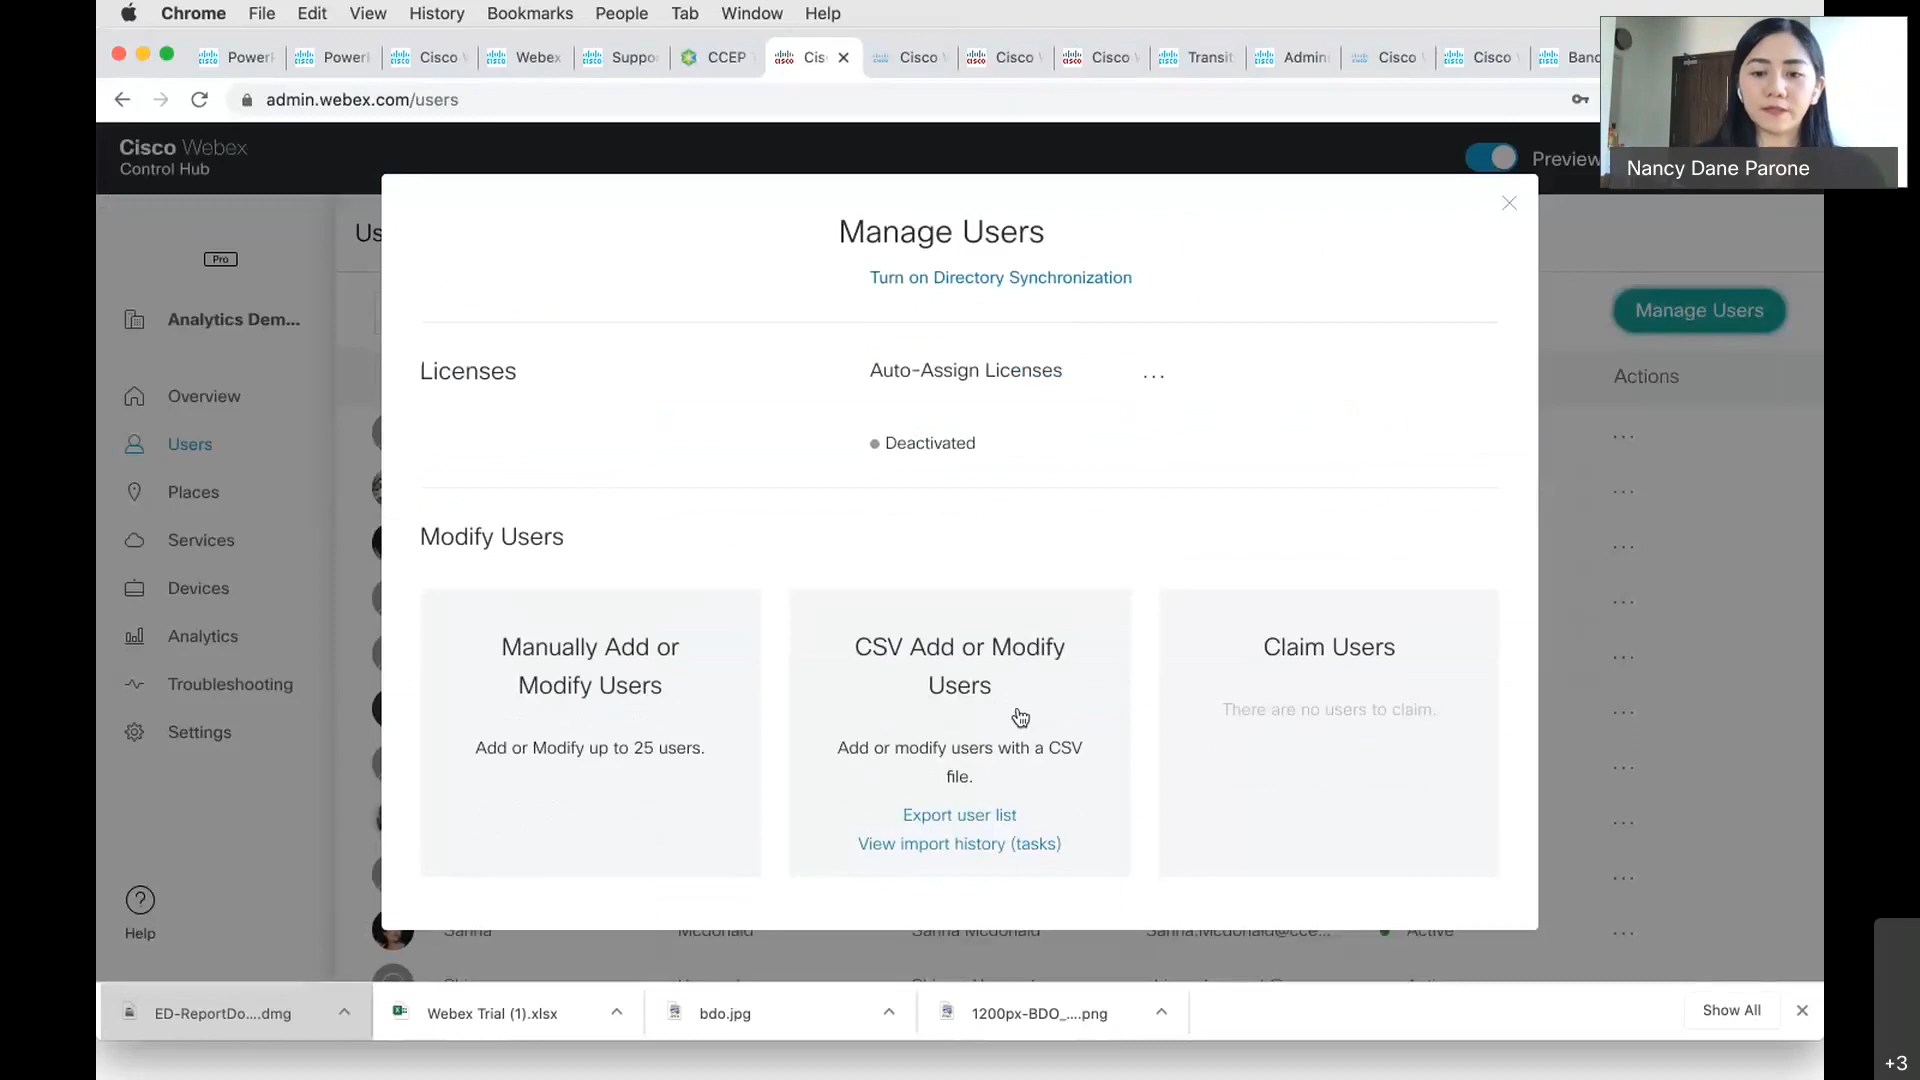 Chrome File Edit View History Bookmarks People Tab Window Help
Power Power Cisco Webex Suppo CCEP Cis Cisco Cisco Cisco Transit Admin Cisco Cisco
admin.webex.com/users
Nancy Dane Parone
Cisco Webex
Control Hub
Preview
Manage Users
Turn on Directory Synchronization
Us
Pro
Analytics Dem...
Overview
Users
Places
Services
Devices
Analytics
Troubleshooting
Settings
Help
Licenses
Auto-Assign Licenses ...
Deactivated
Modify Users
Manually Add or
Modify Users
Add or Modify up to 25 users.
CSV Add or Modify
Users
Add or modify users with a CSV
file.
Export user list
View import history (tasks)
Claim Users
There are no users to claim.
Manage Users
Actions
ED-ReportDo....dmg
Webex Trial (1).xlsx
bdo.jpg
1200px-BDO_....png
Show All
+3